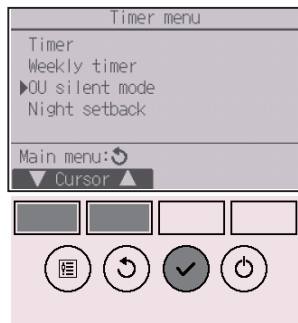 Timer menu
Timer
Weekly timer
▶OU silent mode
Night setback
Main menu:↺
▼ Cursor ▲